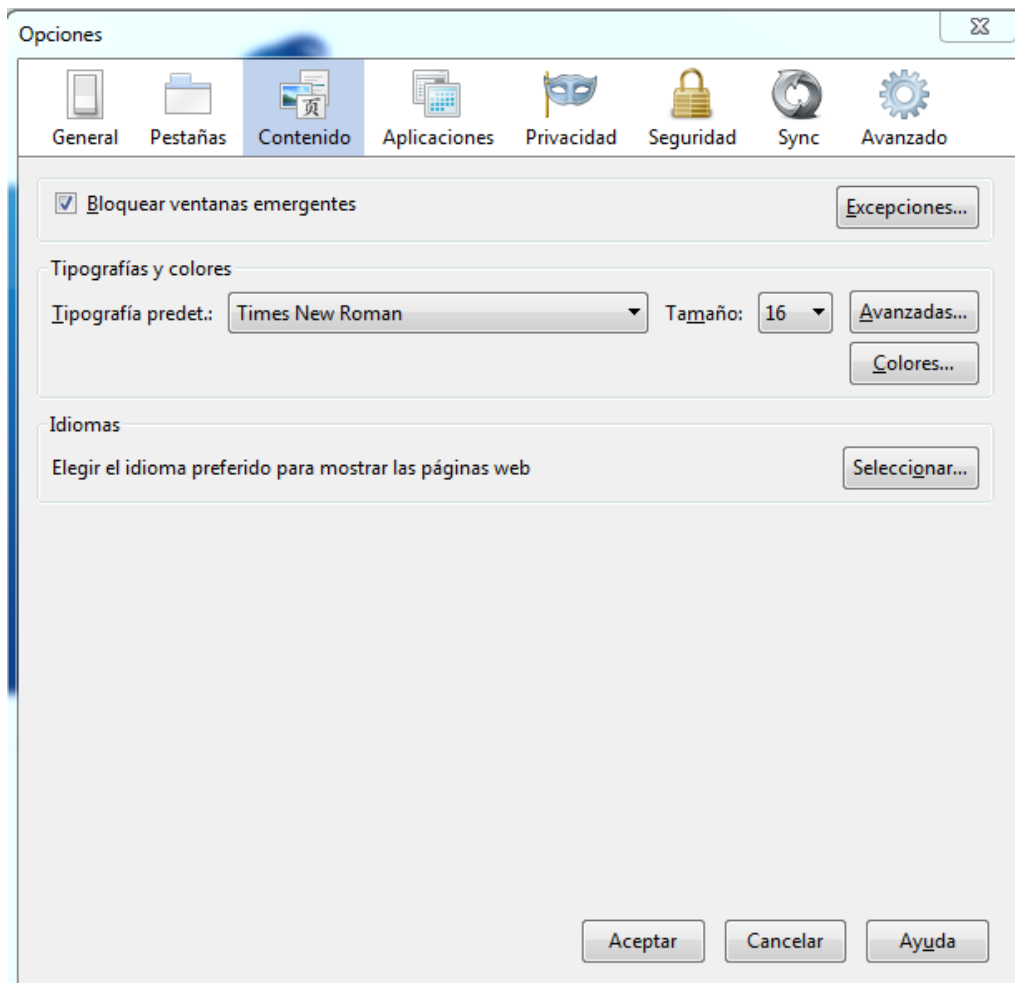 Opciones
General Pestañas Contenido Aplicaciones Privacidad Seguridad Sync Avanzado
Bloquear ventanas emergentes Excepciones...
Tipografías y colores
Tipografía predet.: Times New Roman Tamaño: 16 Avanzadas...
Colores...
Idiomas
Elegir el idioma preferido para mostrar las páginas web Seleccionar...
Aceptar Cancelar Ayuda